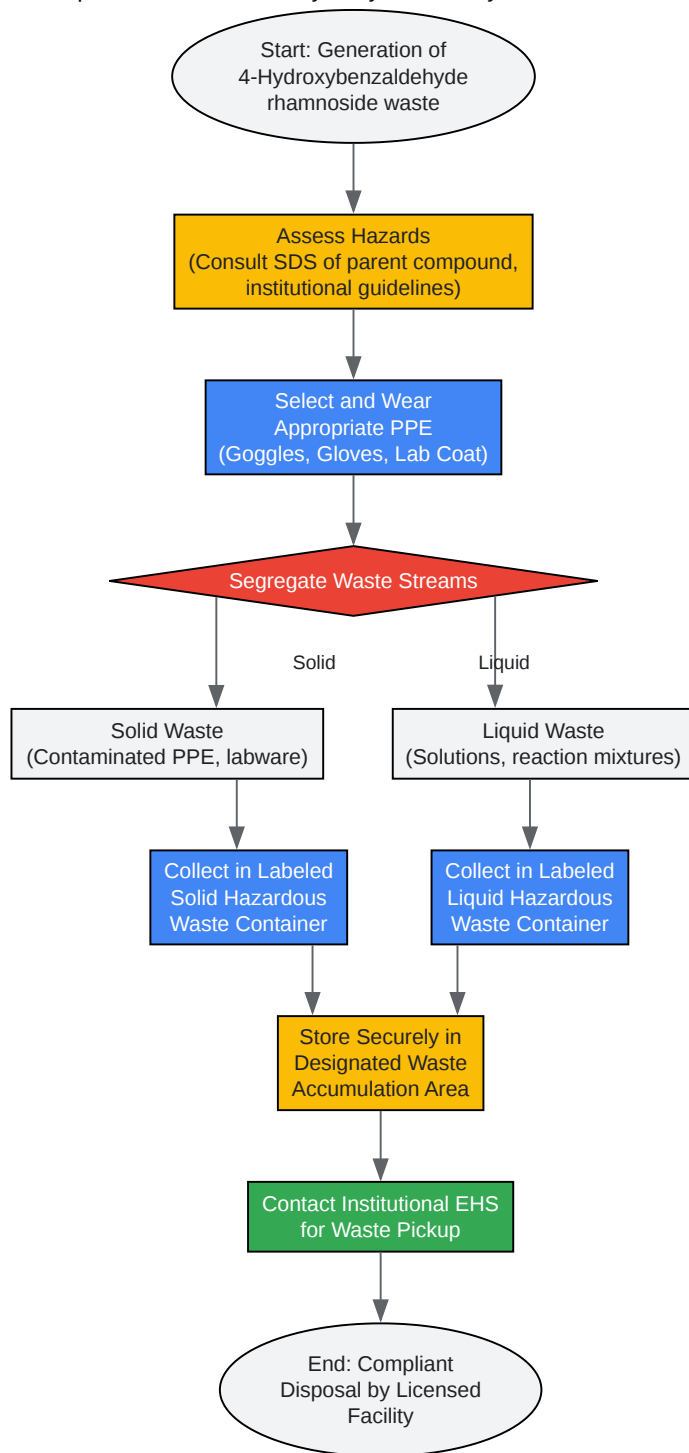 Start: Generation of
4-Hydroxybenzaldehyde
rhamnoside waste
Assess Hazards
(Consult SDS of parent compound,
institutional guidelines)
Select and Wear
Appropriate PPE
(Goggles, Gloves, Lab Coat)
Segregate Waste Streams
Solid
Liquid
Solid Waste
(Contaminated PPE, labware)
Liquid Waste
(Solutions, reaction mixtures)
Collect in Labeled
Solid Hazardous
Waste Container
Collect in Labeled
Liquid Hazardous
Waste Container
Store Securely in
Designated Waste
Accumulation Area
Contact Institutional EHS
for Waste Pickup
End: Compliant
Disposal by Licensed
Facility